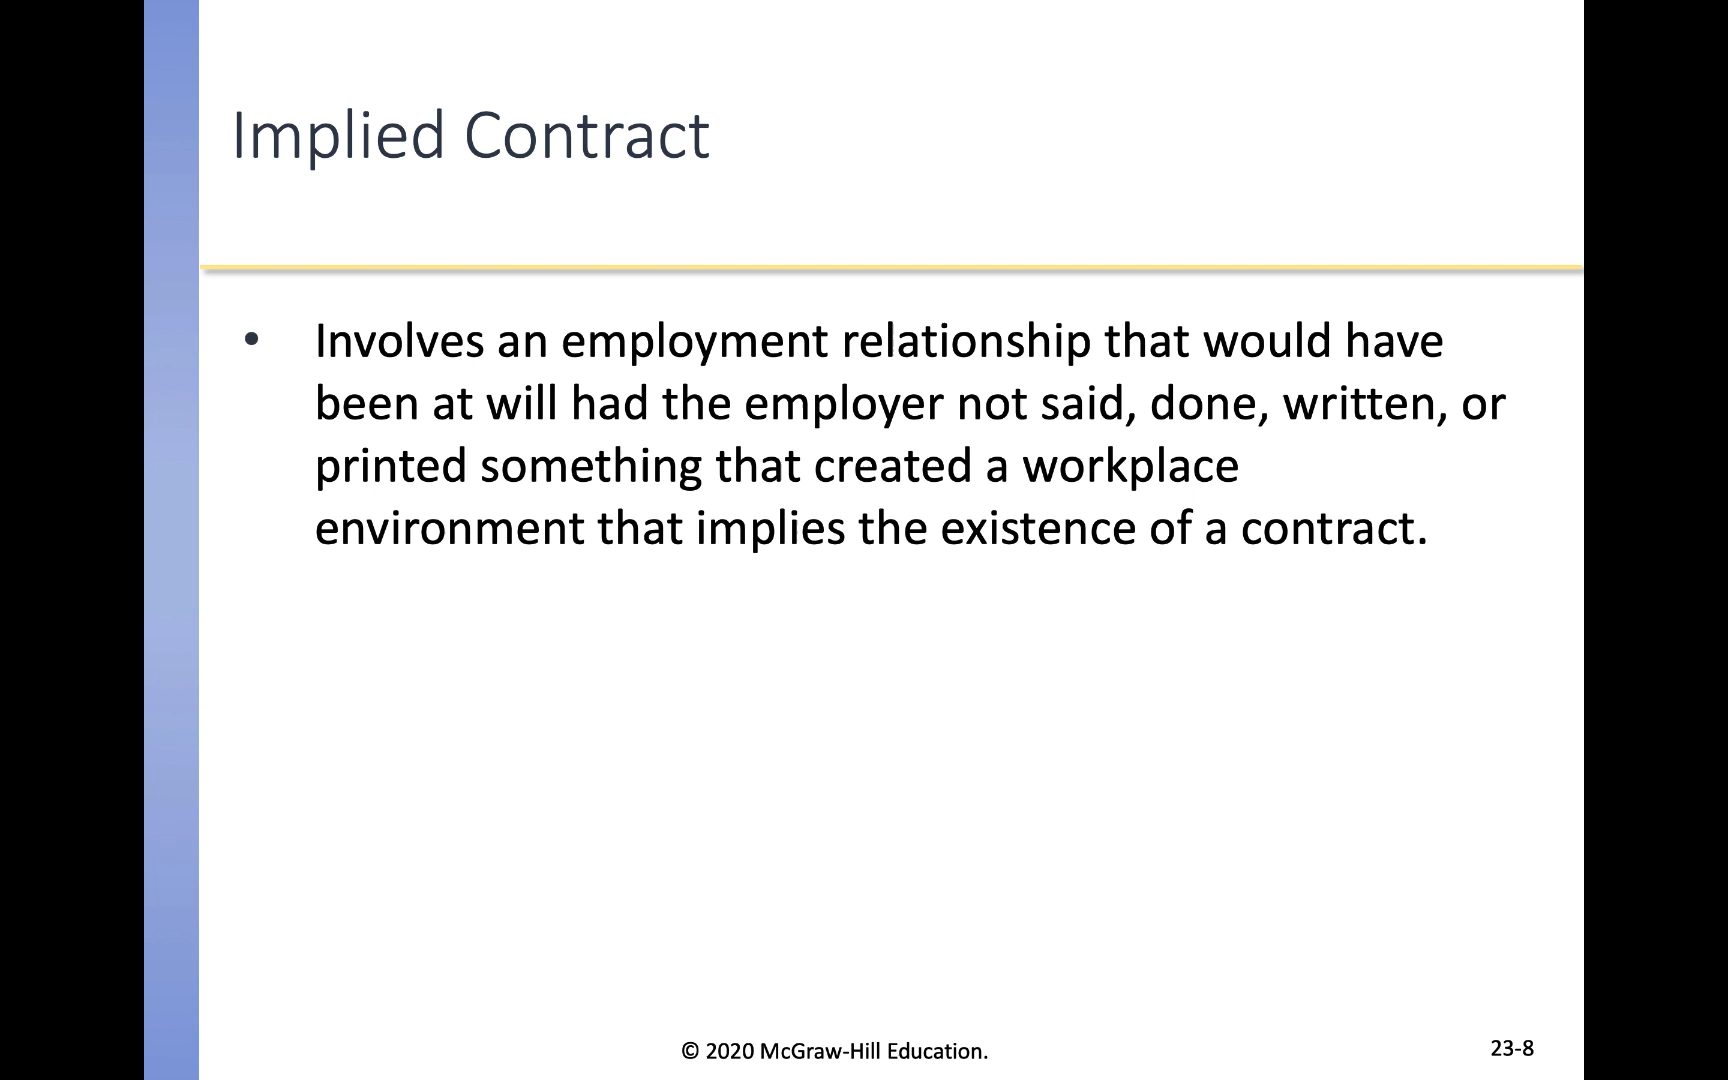 Implied Contract
• Involves an employment relationship that would have
been at will had the employer not said, done, written, or
printed something that created a workplace
environment that implies the existence of a contract.
© 2020 McGraw-Hill Education.
23-8